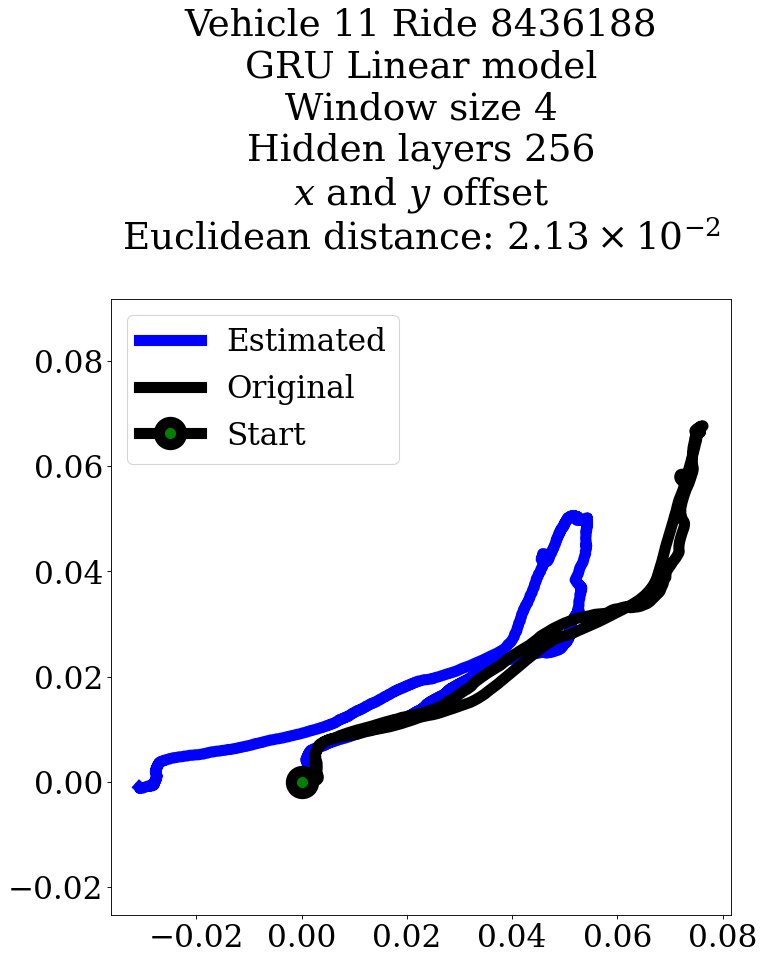 Vehicle 11 Ride 8436188
GRU Linear model
Window size 4
Hidden layers 256
x and y offset
Euclidean distance: 2.13 × 10⁻²
Estimated
Original
Start
0.08
0.06
0.04
0.02
0.00
−0.02
−0.02 0.00 0.02 0.04 0.06 0.08